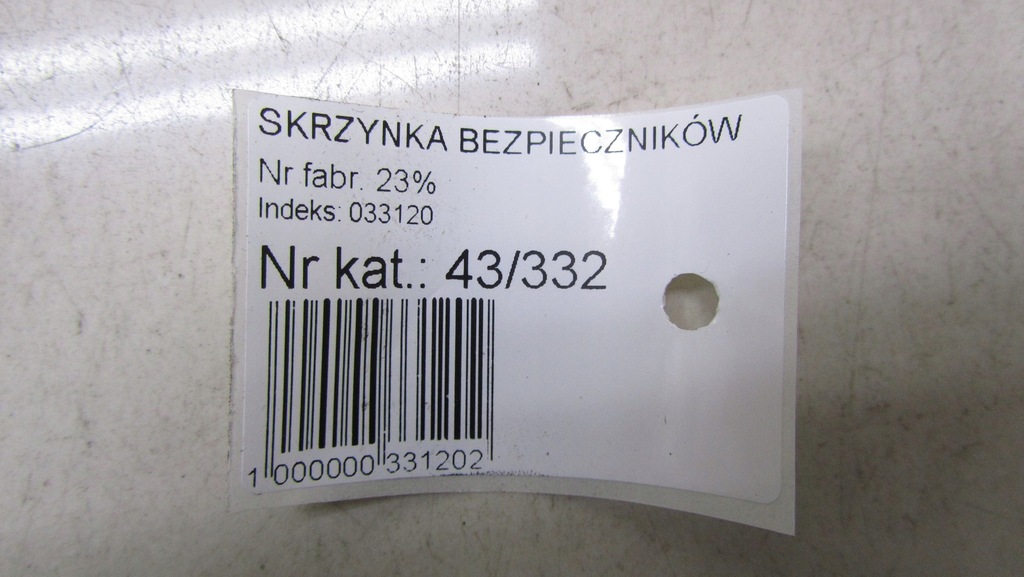 SKRZYNKA BEZPIECZNIKÓW
Nr fabr. 23%
Indeks: 033120
Nr kat.: 43/332
1 000000 331202